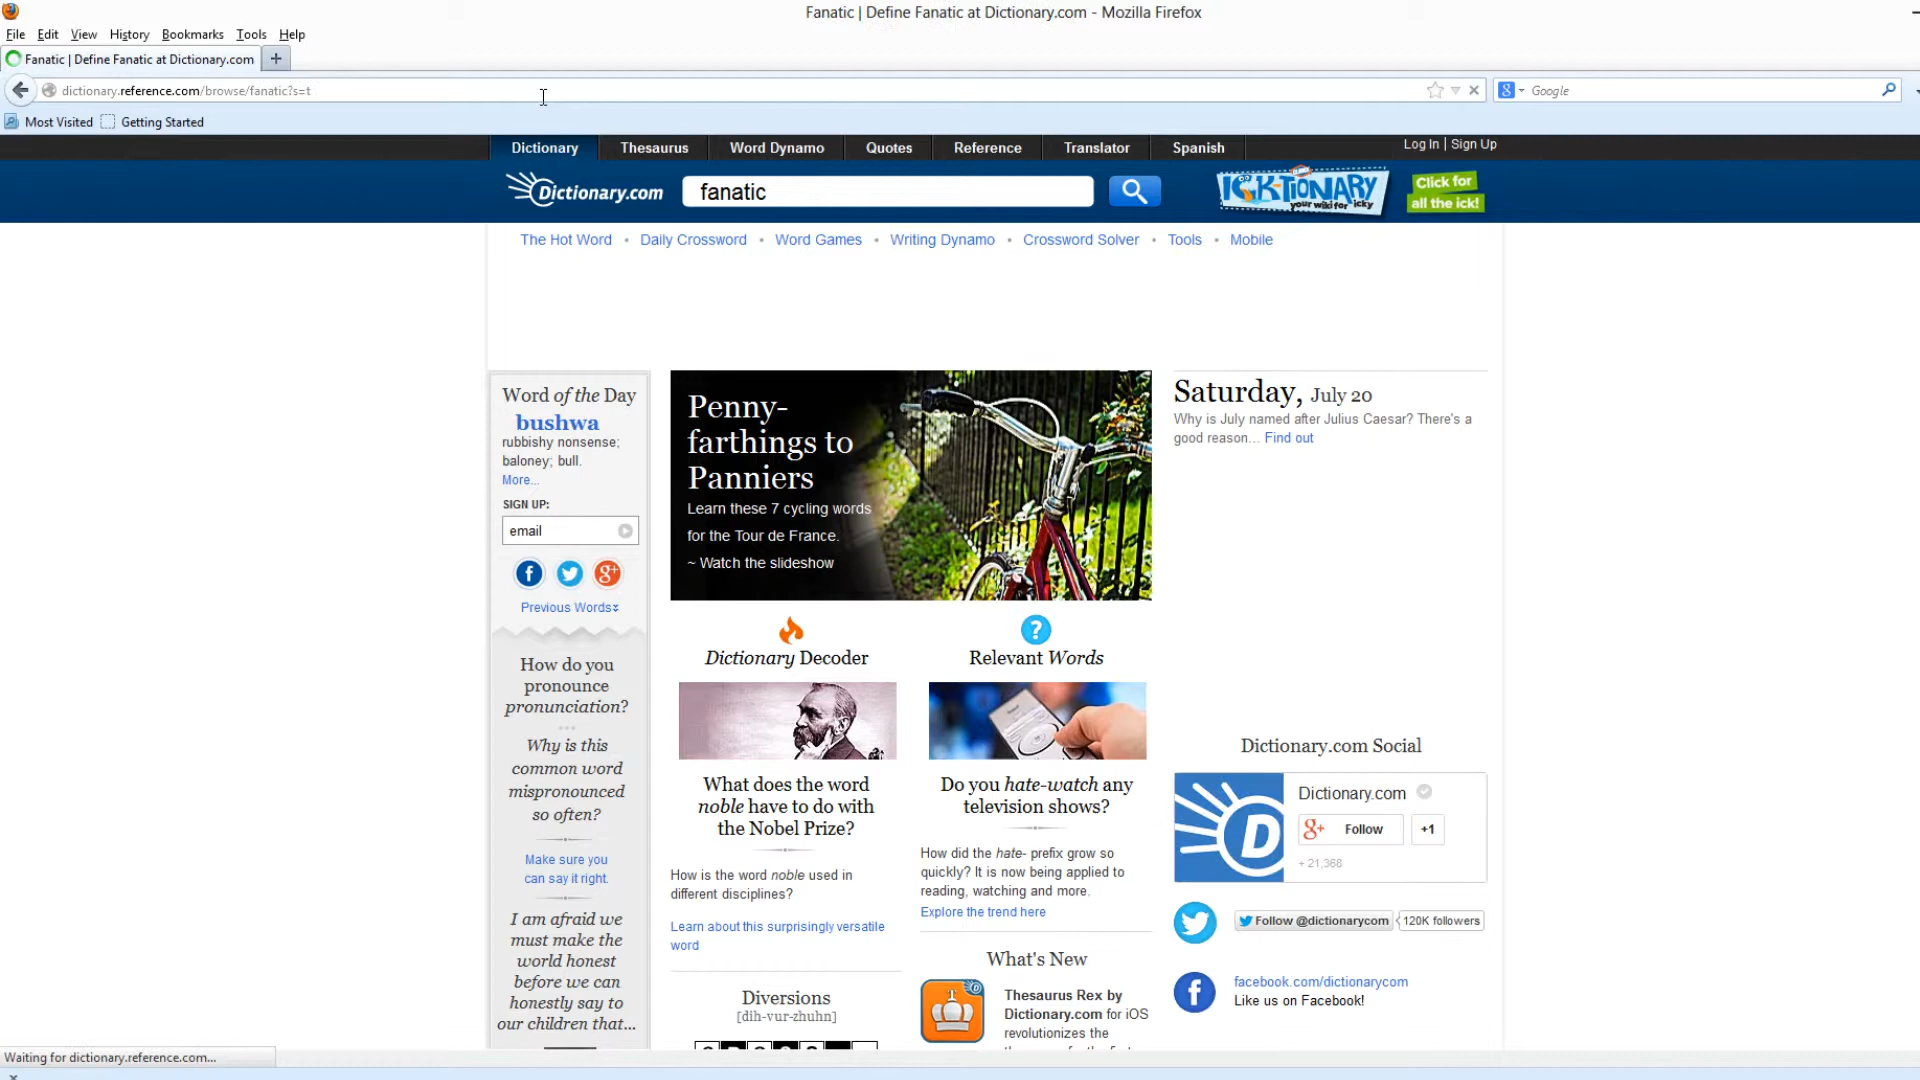 Fanatic | Define Fanatic at Dictionary.com - Mozilla Firefox
File Edit View History Bookmarks Tools Help
Fanatic | Define Fanatic at Dictionary.com +
dictionary.reference.com/browse/fanatic?s=t
Google
Most Visited Getting Started
Dictionary Thesaurus Word Dynamo Quotes Reference Translator Spanish
Log In | Sign Up
Dictionary.com
fanatic
ICK-TIONARY
your wiki for icky
Click for
all the ick!
The Hot Word • Daily Crossword • Word Games • Writing Dynamo • Crossword Solver • Tools • Mobile
Word of the Day
bushwa
rubbishy nonsense;
baloney; bull.
More...
SIGN UP:
email
Previous Words
How do you
pronounce
pronunciation?
Why is this
common word
mispronounced
so often?
Make sure you
can say it right.
I am afraid we
must make the
world honest
before we can
honestly say to
our children that...
Penny-
farthings to
Panniers
Learn these 7 cycling words
for the Tour de France.
~ Watch the slideshow
Dictionary Decoder
What does the word
noble have to do with
the Nobel Prize?
How is the word noble used in
different disciplines?
Learn about this surprisingly versatile
word
Diversions
[dih-vur-zhuhn]
Relevant Words
Do you hate-watch any
television shows?
How did the hate- prefix grow so
quickly? It is now being applied to
reading, watching and more.
Explore the trend here
What's New
Thesaurus Rex by
Dictionary.com for iOS
revolutionizes the
Saturday, July 20
Why is July named after Julius Caesar? There's a
good reason... Find out
Dictionary.com Social
Dictionary.com
g+ Follow +1
+ 21,368
Follow @dictionarycom 120K followers
facebook.com/dictionarycom
Like us on Facebook!
Waiting for dictionary.reference.com...